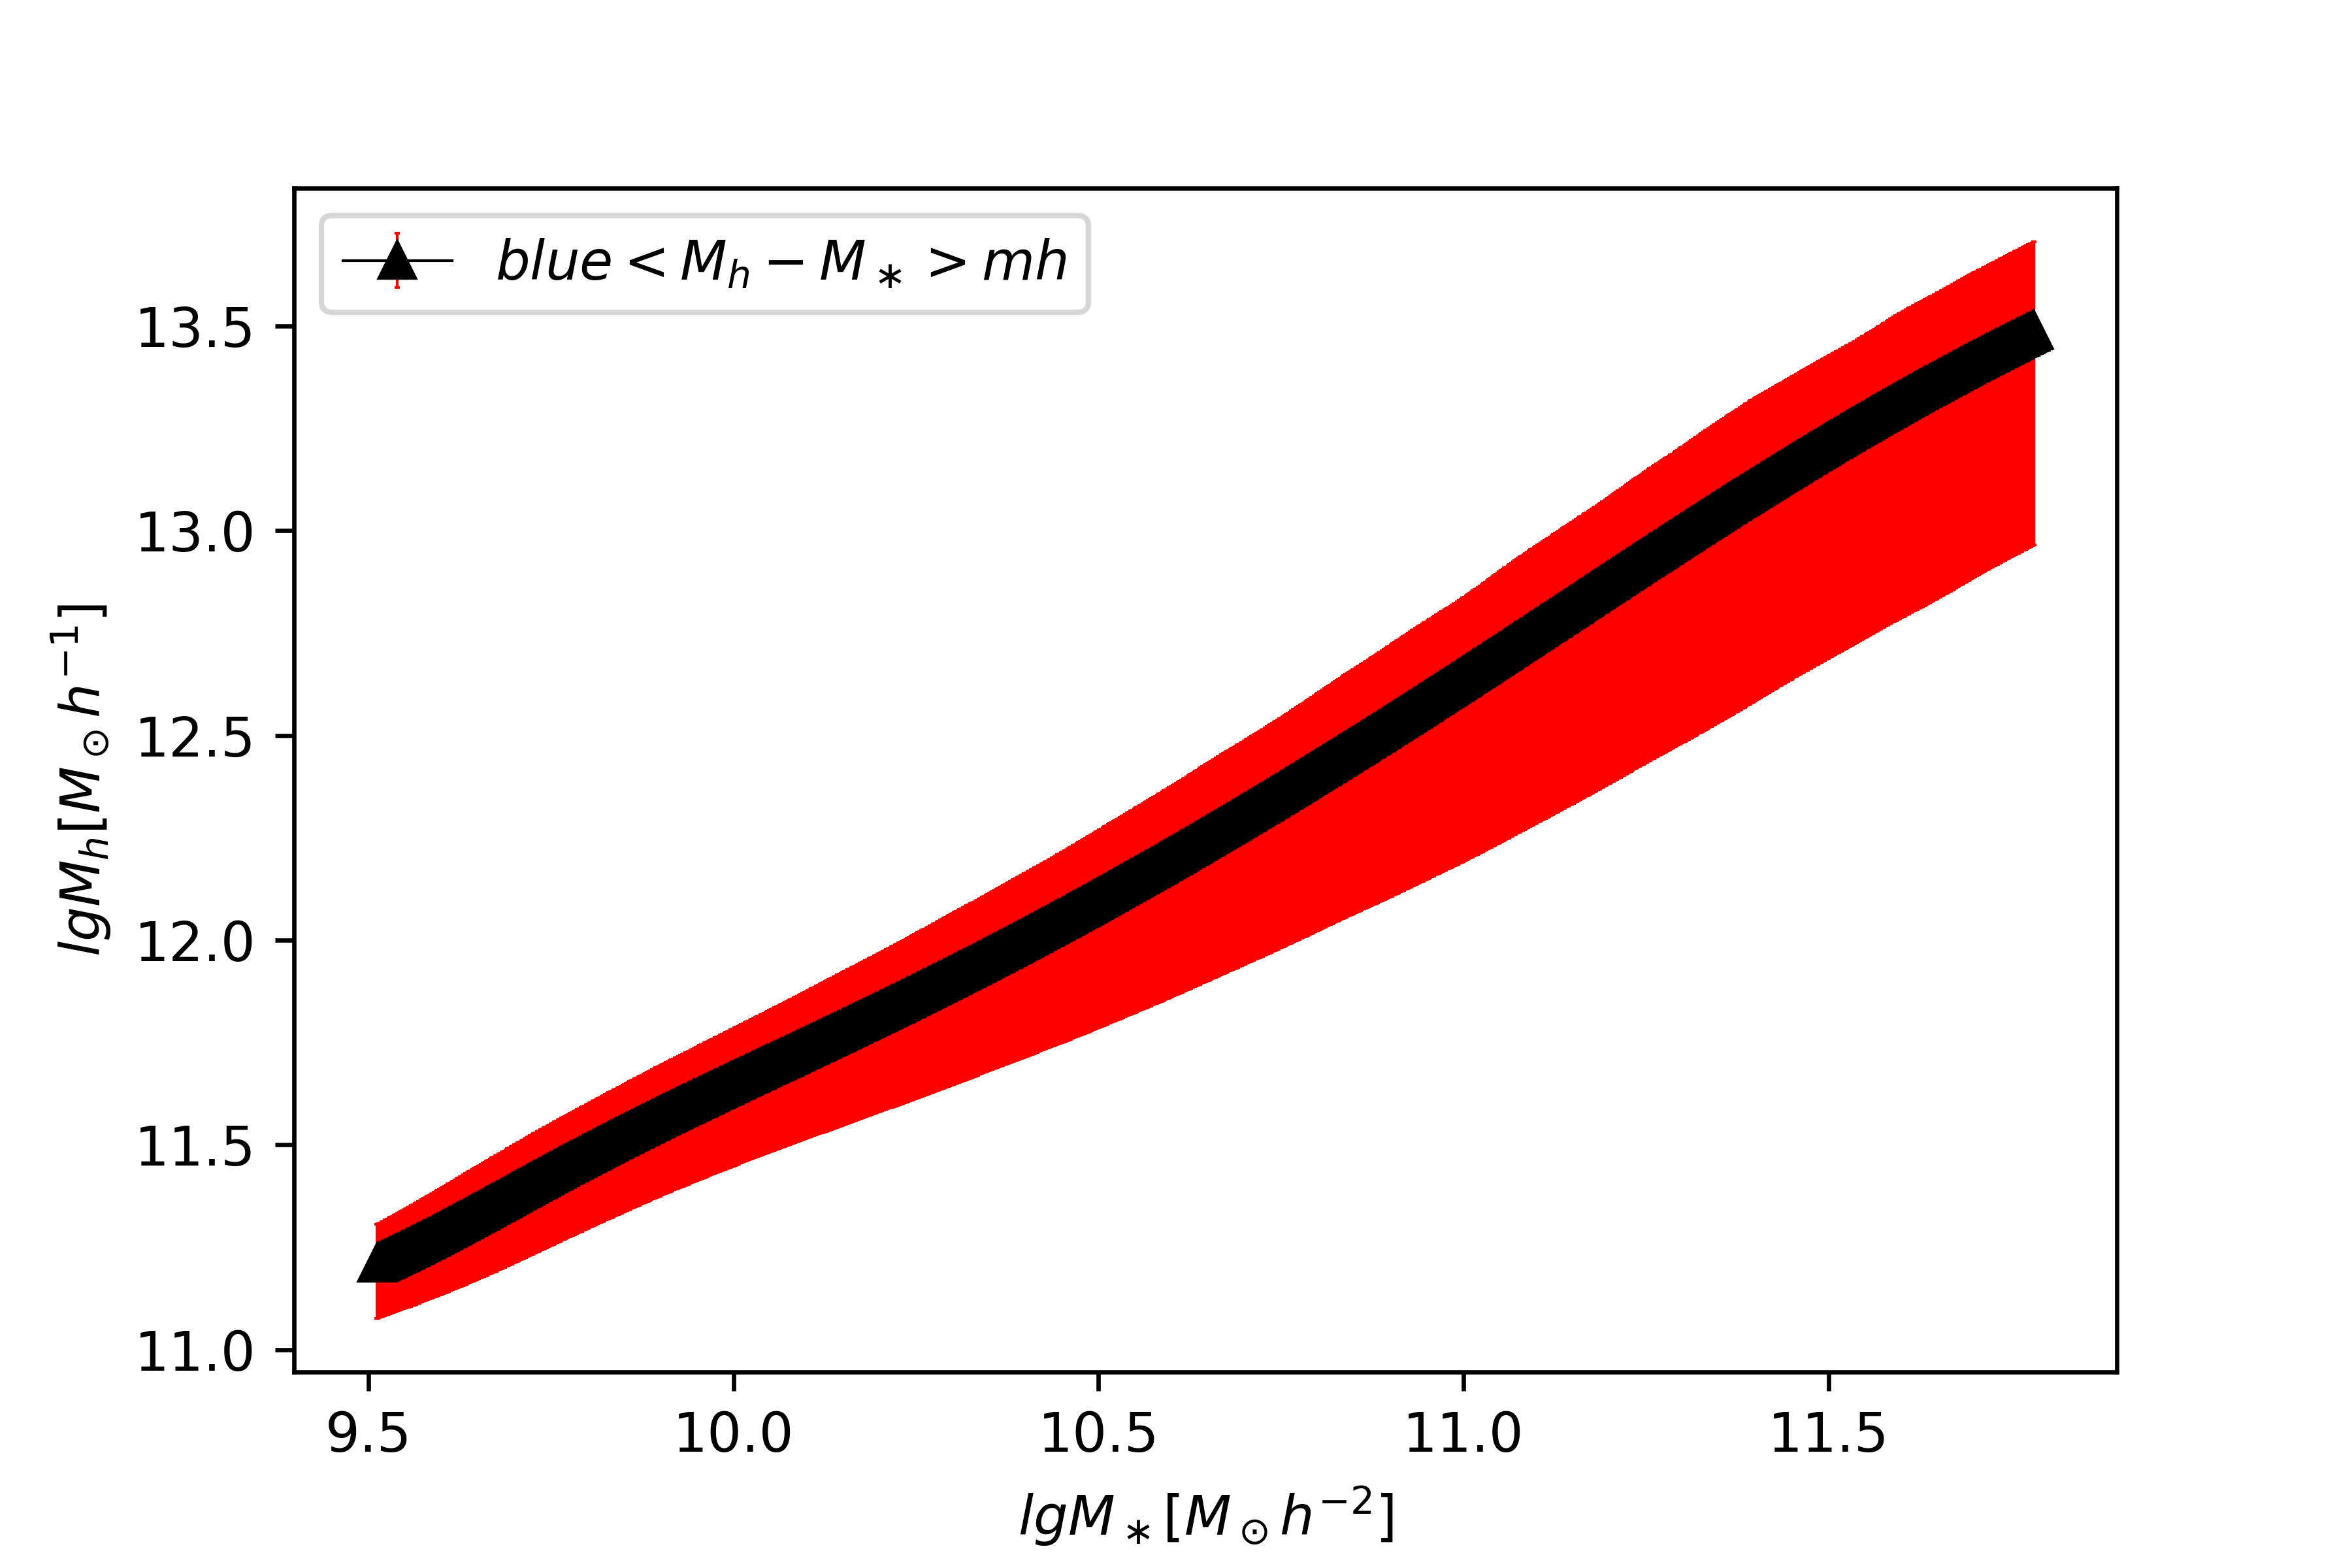 blue < M_h − M_* > mh
13.5
13.0
12.5
12.0
11.5
11.0
lgM_h[M_⊙h^{−1}]
9.5 10.0 10.5 11.0 11.5
lgM_*[M_⊙h^{−2}]